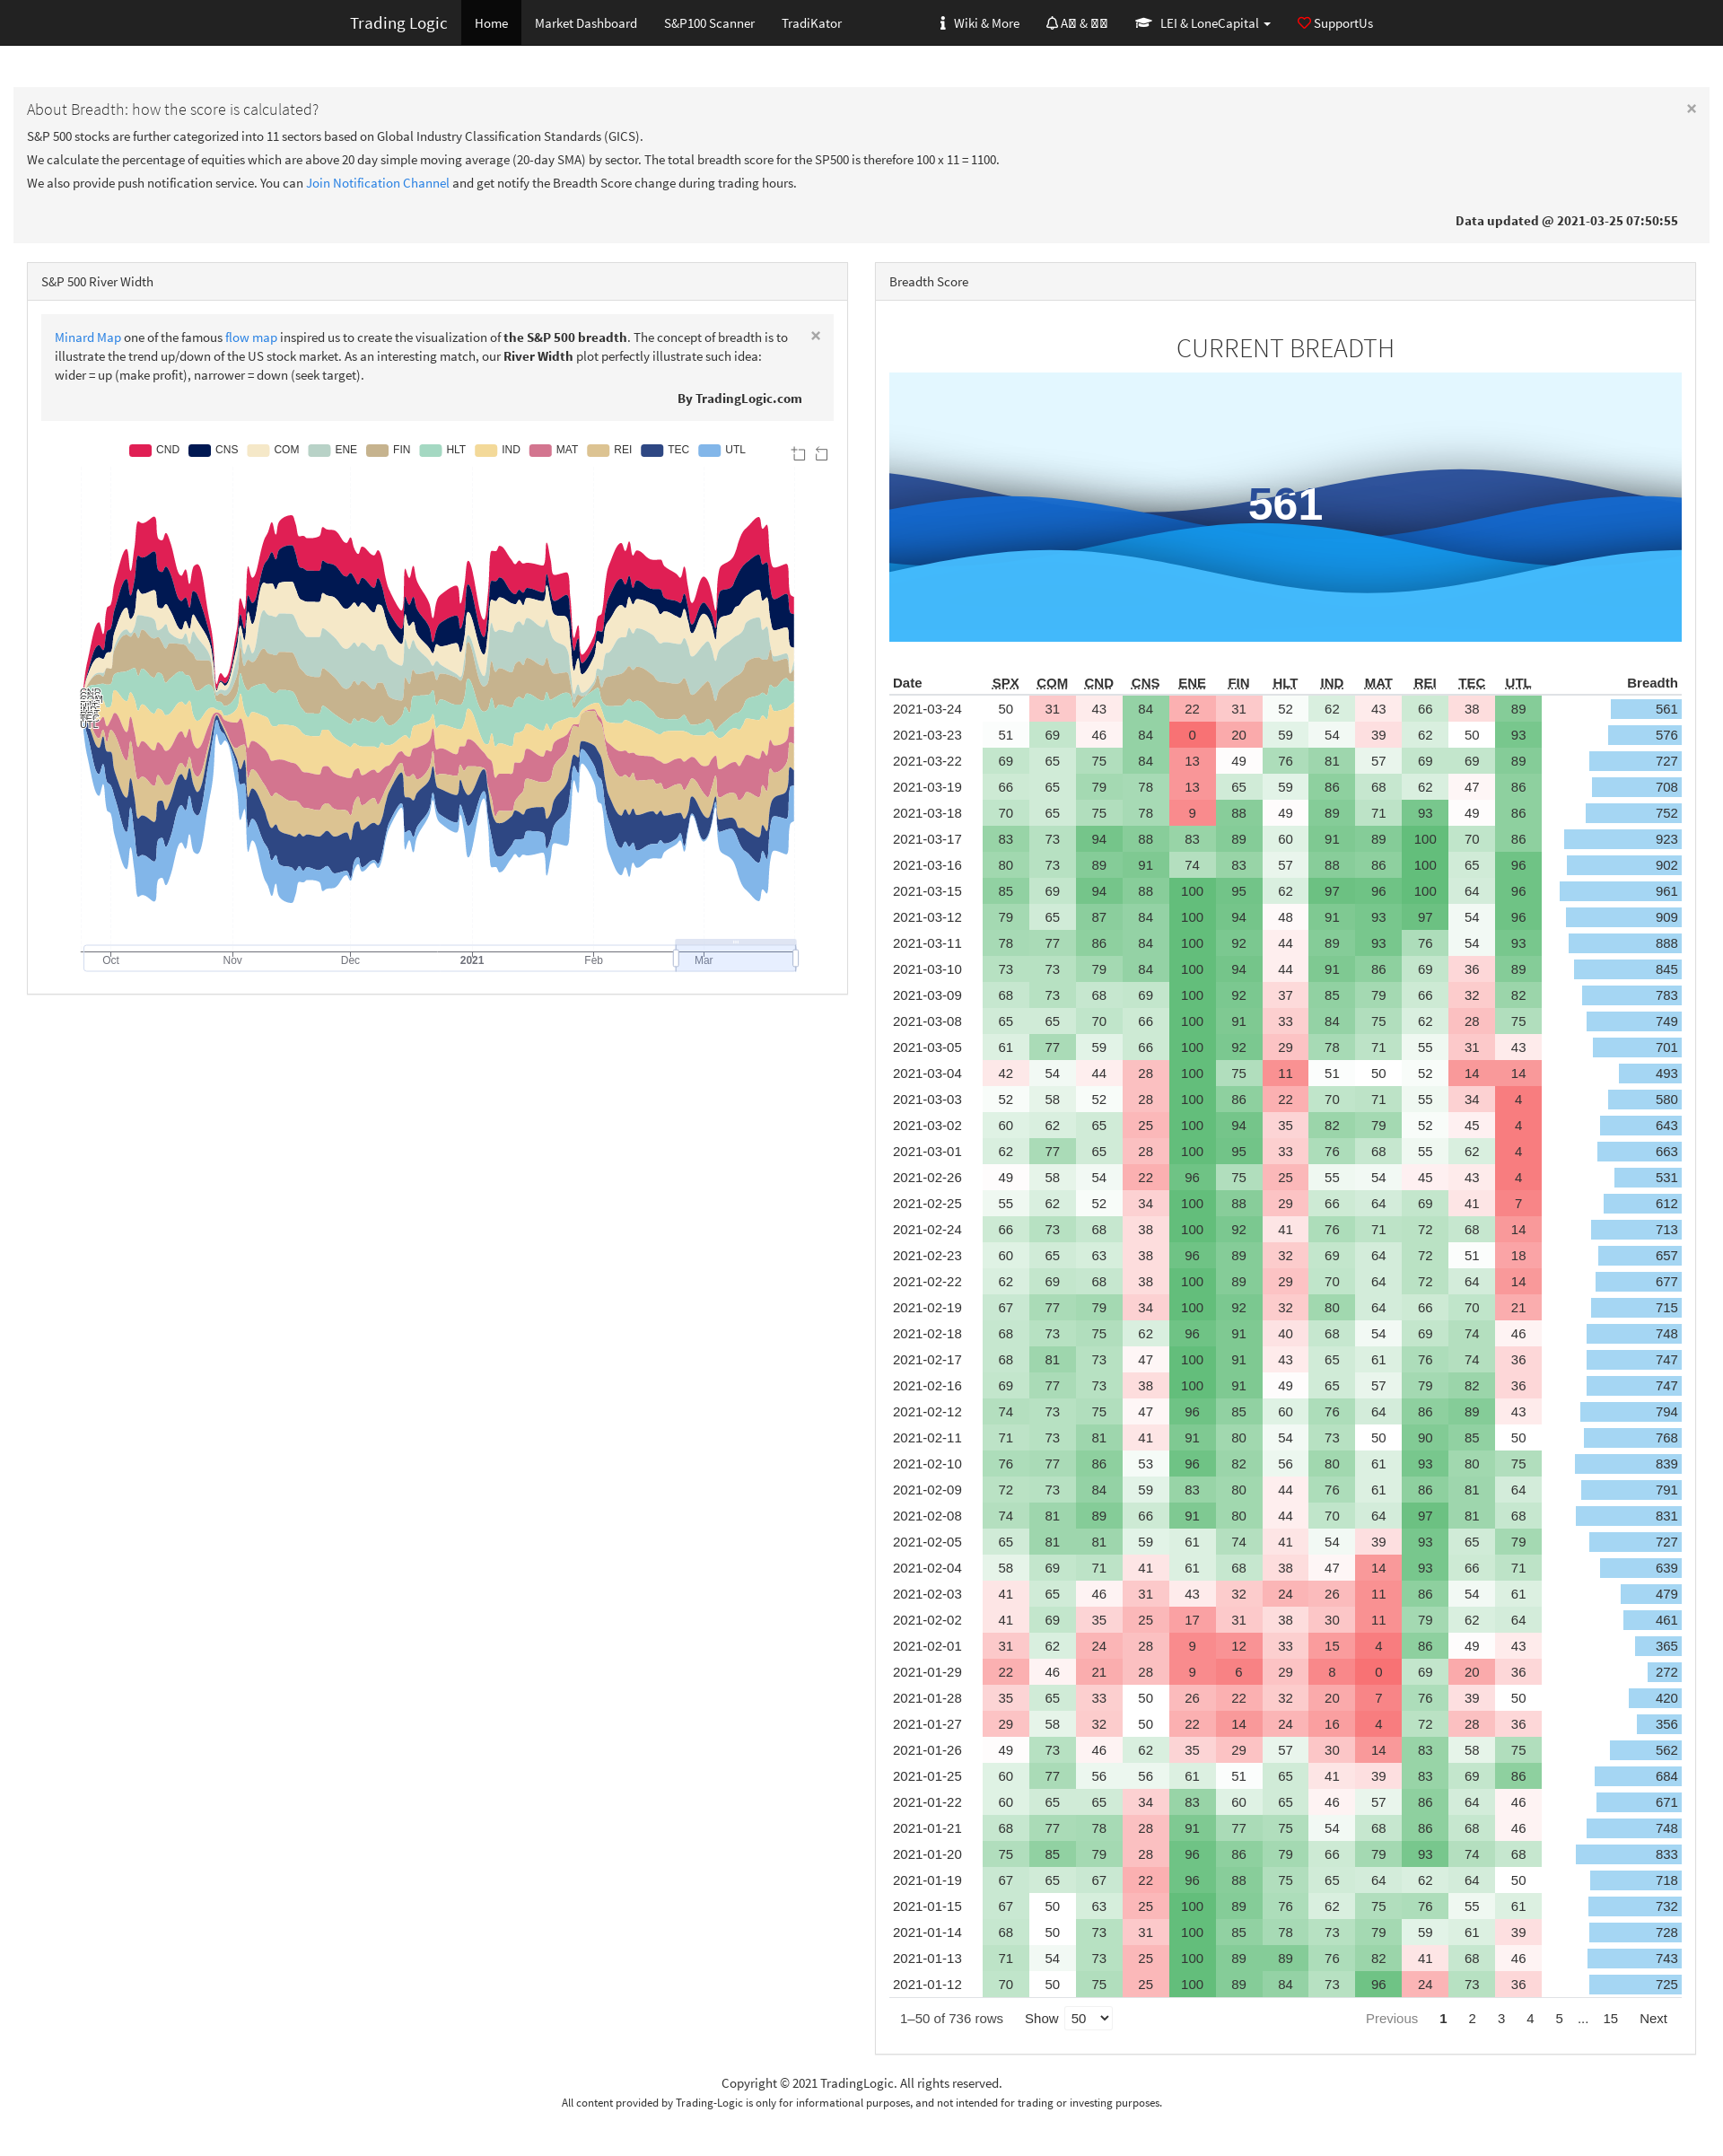 Trading Logic Home Market Dashboard S&P100 Scanner TradiKator Wiki & More LEI & LoneCapital SupportUs
About Breadth: how the score is calculated? ×
S&P 500 stocks are further categorized into 11 sectors based on Global Industry Classification Standards (GICS).
We calculate the percentage of equities which are above 20 day simple moving average (20-day SMA) by sector. The total breadth score for the SP500 is therefore 100 x 11 = 1100.
We also provide push notification service. You can Join Notification Channel and get notify the Breadth Score change during trading hours.
Data updated @ 2021-03-25 07:50:55
S&P 500 River Width
Minard Map one of the famous flow map inspired us to create the visualization of the S&P 500 breadth. The concept of breadth is to ×
illustrate the trend up/down of the US stock market. As an interesting match, our River Width plot perfectly illustrate such idea:
wider = up (make profit), narrower = down (seek target).
By TradingLogic.com
CND CNS COM ENE FIN HLT IND MAT REI TEC UTL
Oct Nov Dec 2021 Feb Mar
Breadth Score
CURRENT BREADTH
561
Date SPX COM CND CNS ENE FIN HLT IND MAT REI TEC UTL Breadth
2021-03-24 50 31 43 84 22 31 52 62 43 66 38 89 561
2021-03-23 51 69 46 84 0 20 59 54 39 62 50 93 576
2021-03-22 69 65 75 84 13 49 76 81 57 69 69 89 727
2021-03-19 66 65 79 78 13 65 59 86 68 62 47 86 708
2021-03-18 70 65 75 78 9 88 49 89 71 93 49 86 752
2021-03-17 83 73 94 88 83 89 60 91 89 100 70 86 923
2021-03-16 80 73 89 91 74 83 57 88 86 100 65 96 902
2021-03-15 85 69 94 88 100 95 62 97 96 100 64 96 961
2021-03-12 79 65 87 84 100 94 48 91 93 97 54 96 909
2021-03-11 78 77 86 84 100 92 44 89 93 76 54 93 888
2021-03-10 73 73 79 84 100 94 44 91 86 69 36 89 845
2021-03-09 68 73 68 69 100 92 37 85 79 66 32 82 783
2021-03-08 65 65 70 66 100 91 33 84 75 62 28 75 749
2021-03-05 61 77 59 66 100 92 29 78 71 55 31 43 701
2021-03-04 42 54 44 28 100 75 11 51 50 52 14 14 493
2021-03-03 52 58 52 28 100 86 22 70 71 55 34 4 580
2021-03-02 60 62 65 25 100 94 35 82 79 52 45 4 643
2021-03-01 62 77 65 28 100 95 33 76 68 55 62 4 663
2021-02-26 49 58 54 22 96 75 25 55 54 45 43 4 531
2021-02-25 55 62 52 34 100 88 29 66 64 69 41 7 612
2021-02-24 66 73 68 38 100 92 41 76 71 72 68 14 713
2021-02-23 60 65 63 38 96 89 32 69 64 72 51 18 657
2021-02-22 62 69 68 38 100 89 29 70 64 72 64 14 677
2021-02-19 67 77 79 34 100 92 32 80 64 66 70 21 715
2021-02-18 68 73 75 62 96 91 40 68 54 69 74 46 748
2021-02-17 68 81 73 47 100 91 43 65 61 76 74 36 747
2021-02-16 69 77 73 38 100 91 49 65 57 79 82 36 747
2021-02-12 74 73 75 47 96 85 60 76 64 86 89 43 794
2021-02-11 71 73 81 41 91 80 54 73 50 90 85 50 768
2021-02-10 76 77 86 53 96 82 56 80 61 93 80 75 839
2021-02-09 72 73 84 59 83 80 44 76 61 86 81 64 791
2021-02-08 74 81 89 66 91 80 44 70 64 97 81 68 831
2021-02-05 65 81 81 59 61 74 41 54 39 93 65 79 727
2021-02-04 58 69 71 41 61 68 38 47 14 93 66 71 639
2021-02-03 41 65 46 31 43 32 24 26 11 86 54 61 479
2021-02-02 41 69 35 25 17 31 38 30 11 79 62 64 461
2021-02-01 31 62 24 28 9 12 33 15 4 86 49 43 365
2021-01-29 22 46 21 28 9 6 29 8 0 69 20 36 272
2021-01-28 35 65 33 50 26 22 32 20 7 76 39 50 420
2021-01-27 29 58 32 50 22 14 24 16 4 72 28 36 356
2021-01-26 49 73 46 62 35 29 57 30 14 83 58 75 562
2021-01-25 60 77 56 56 61 51 65 41 39 83 69 86 684
2021-01-22 60 65 65 34 83 60 65 46 57 86 64 46 671
2021-01-21 68 77 78 28 91 77 75 54 68 86 68 46 748
2021-01-20 75 85 79 28 96 86 79 66 79 93 74 68 833
2021-01-19 67 65 67 22 96 88 75 65 64 62 64 50 718
2021-01-15 67 50 63 25 100 89 76 62 75 76 55 61 732
2021-01-14 68 50 73 31 100 85 78 73 79 59 61 39 728
2021-01-13 71 54 73 25 100 89 89 76 82 41 68 46 743
2021-01-12 70 50 75 25 100 89 84 73 96 24 73 36 725
1–50 of 736 rows Show 50 Previous 1 2 3 4 5 ... 15 Next
Copyright © 2021 TradingLogic. All rights reserved.
All content provided by Trading-Logic is only for informational purposes, and not intended for trading or investing purposes.